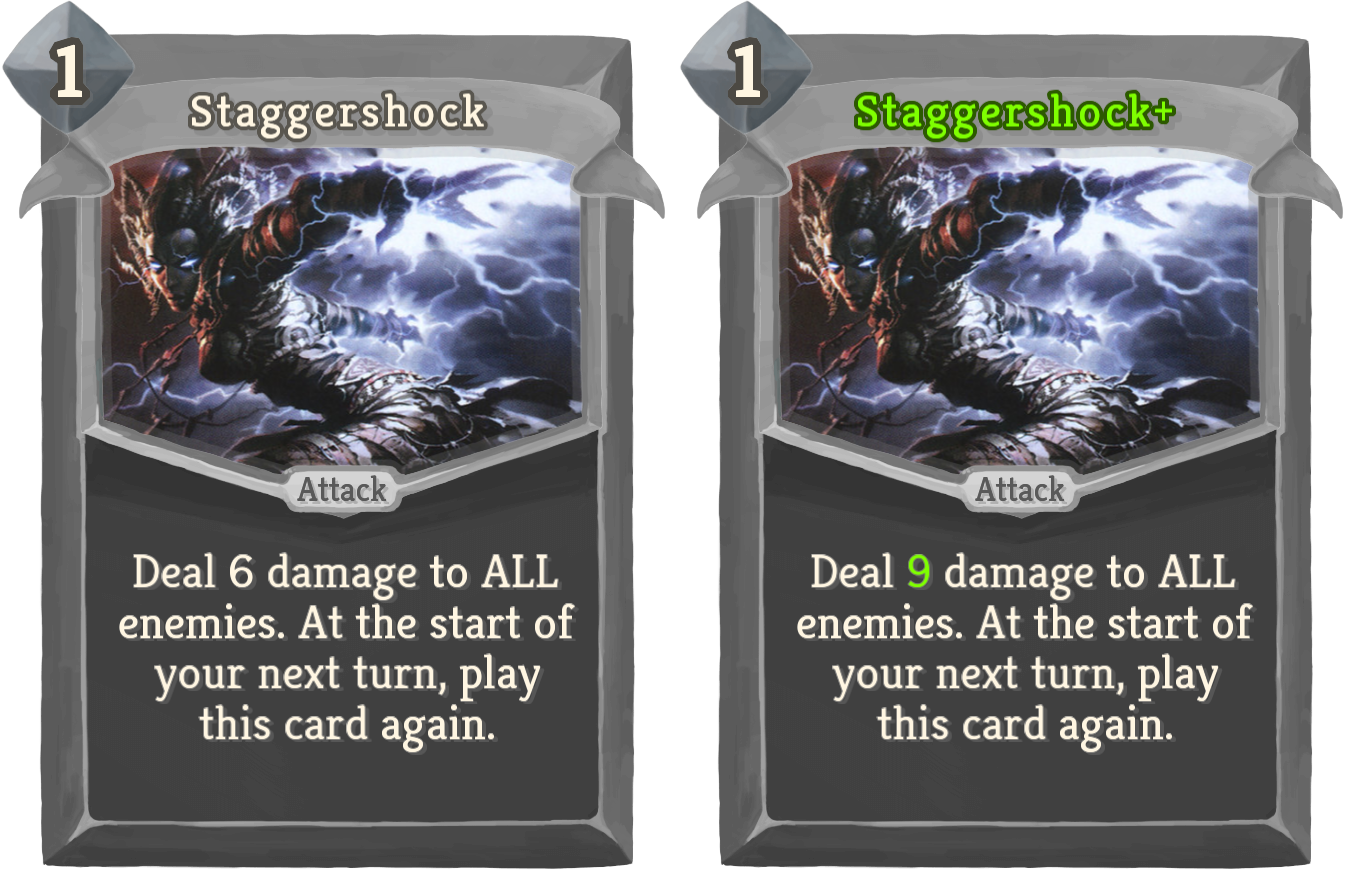 1
Staggershock
Attack
Deal 6 damage to ALL
enemies. At the start of
your next turn, play
this card again.
1
Staggershock+
Attack
Deal 9 damage to ALL
enemies. At the start of
your next turn, play
this card again.